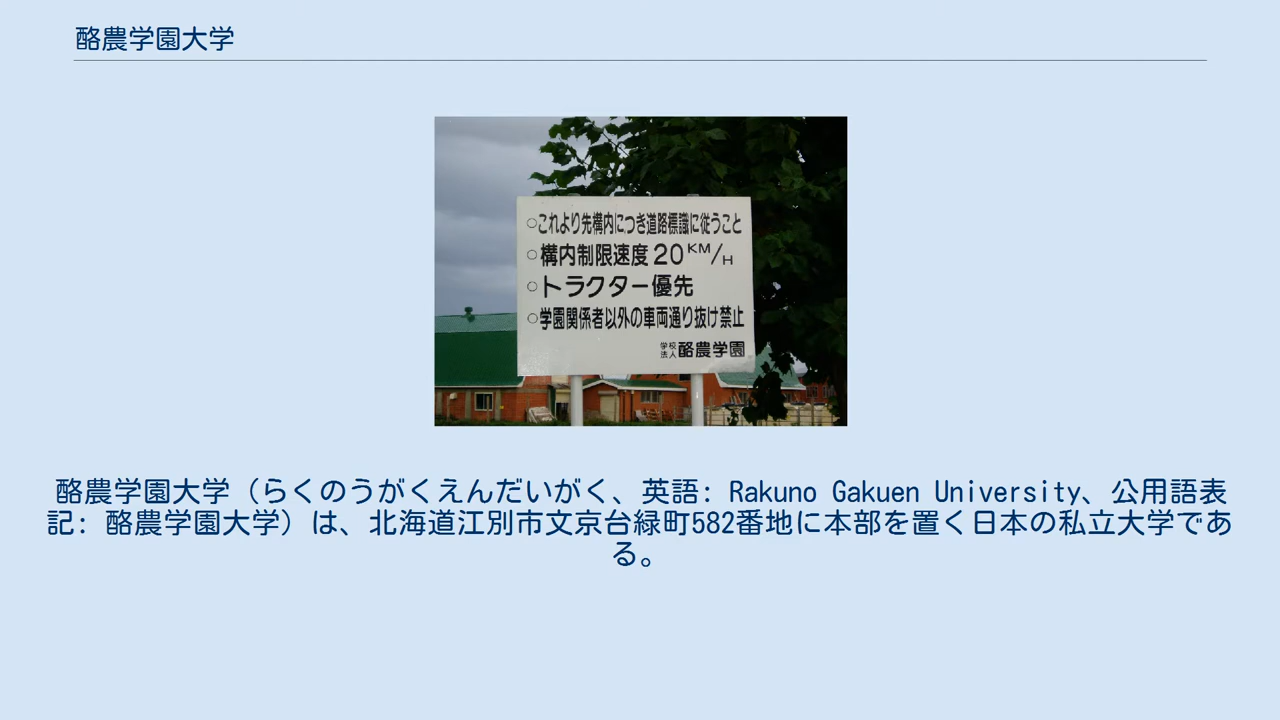 酪農学園大学
○これより先構内につき道路標識に従うこと
○構内制限速度20KM/H
○トラクター優先
○学園関係者以外の車両通り抜け禁止
学校法人酪農学園
酪農学園大学（らくのうがくえんだいがく、英語: Rakuno Gakuen University、公用語表
記: 酪農学園大学）は、北海道江別市文京台緑町582番地に本部を置く日本の私立大学であ
る。